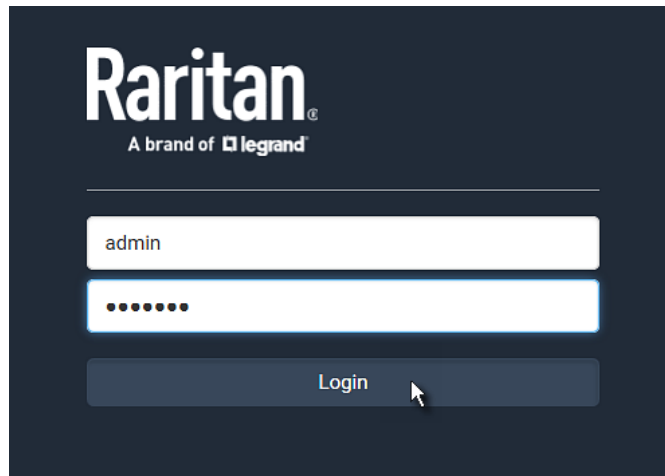 Raritan®
A brand of legrand®
admin
•••••••
Login